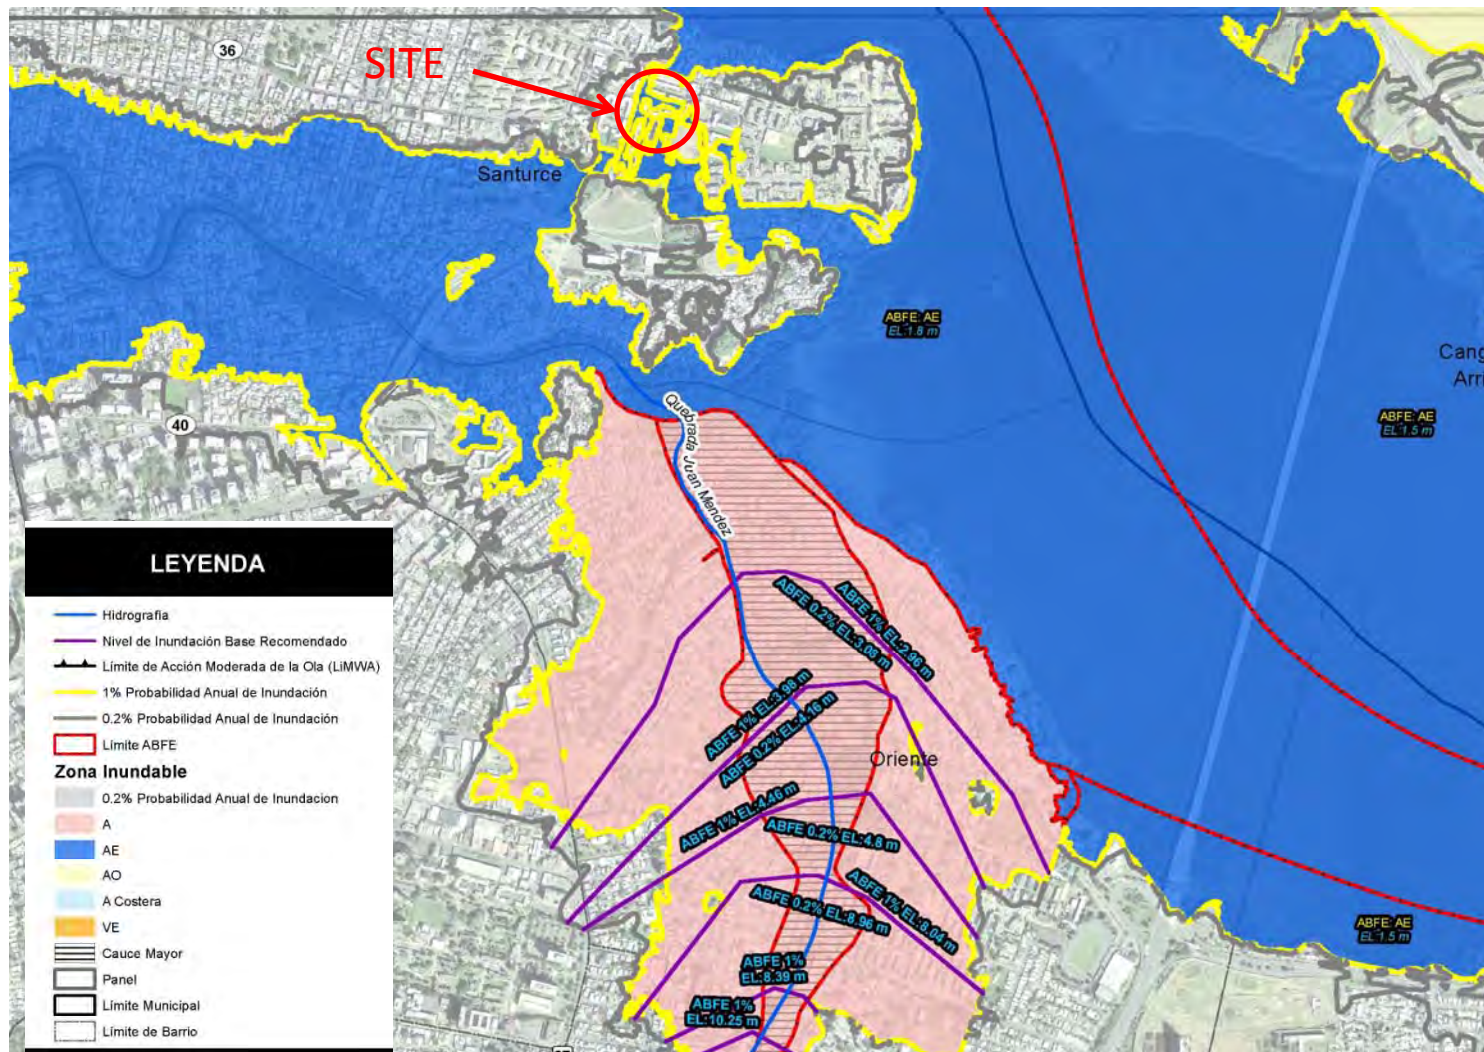 36
SITE
Santurce
ABFE: AE
EL:1.8 m
Cang
Arri
ABFE: AE
EL:1.5 m
40
Quebrada Juan Mendez
ABFE 1% EL:2.96 m
ABFE 0.2% EL:3.08 m
ABFE 1% EL:3.98 m
ABFE 0.2% EL:4.16 m
Oriente
ABFE 1% EL:4.46 m
ABFE 0.2% EL:4.8 m
ABFE 1% EL:8.04 m
ABFE 0.2% EL:8.96 m
ABFE: AE
EL:1.5 m
ABFE 1%
EL:8.39 m
ABFE 1%
EL:10.25 m
LEYENDA
Hidrografia
Nivel de Inundación Base Recomendado
Límite de Acción Moderada de la Ola (LiMWA)
1% Probabilidad Anual de Inundación
0.2% Probabilidad Anual de Inundación
Límite ABFE
Zona Inundable
0.2% Probabilidad Anual de Inundacion
A
AE
AO
A Costera
VE
Cauce Mayor
Panel
Límite Municipal
Límite de Barrio